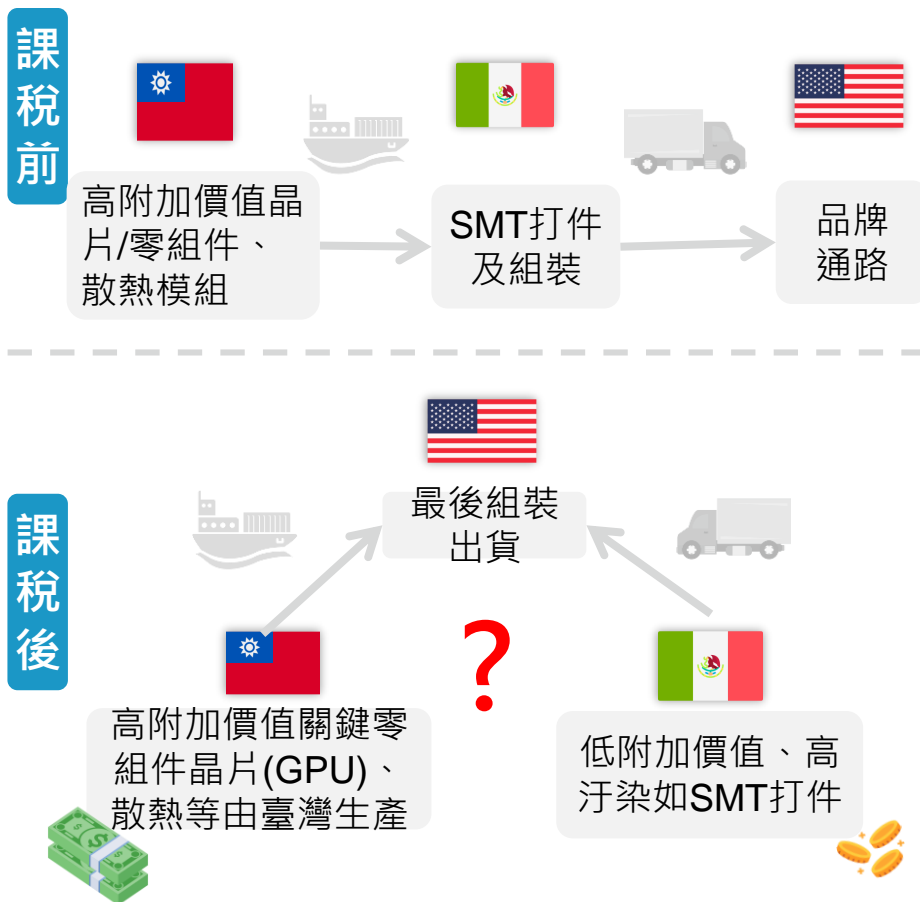 課稅前
高附加價值晶
片/零組件、
散熱模組
SMT打件
及組裝
品牌
通路
課稅後
最後組裝
出貨
?
高附加價值關鍵零
組件晶片(GPU)、
散熱等由臺灣生產
低附加價值、高
汙染如SMT打件